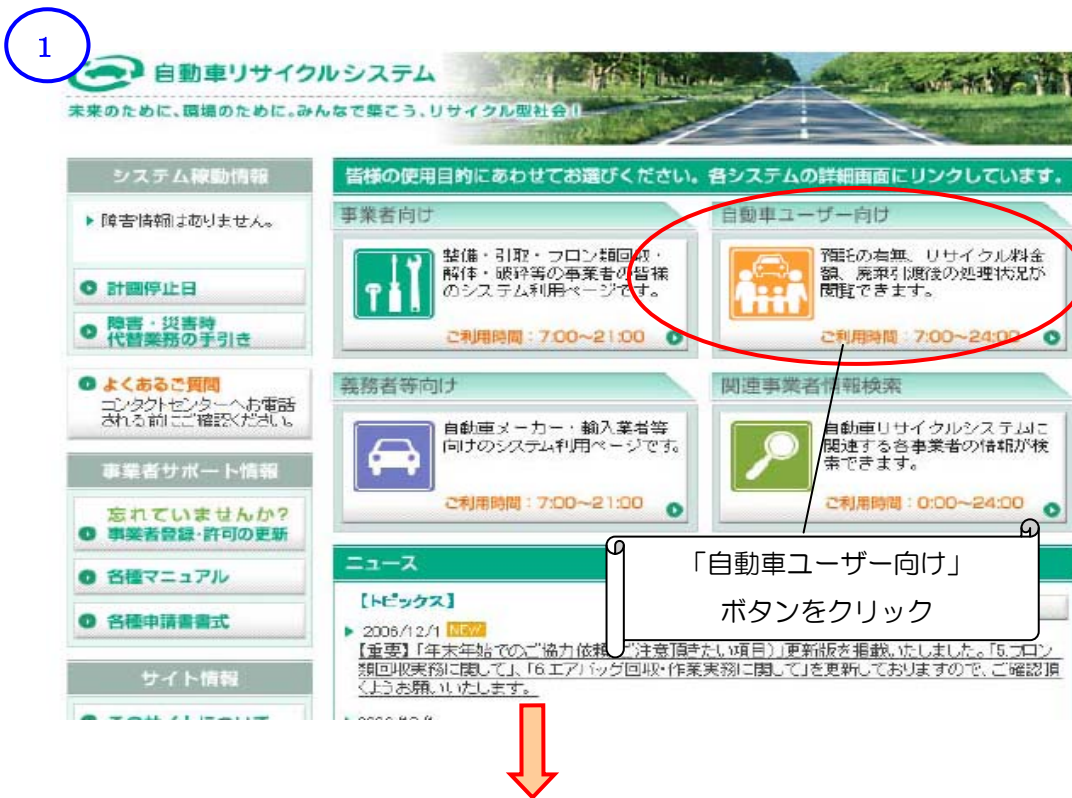 1
自動車リサイクルシステム
未来のために、環境のために。みんなで築こう、リサイクル型社会!
システム稼動情報
障害情報はありません。
計画停止日
障害・災害時
代替業務の手引き
よくあるご質問
コンタクトセンターへお電話
される前にご確認ください。
事業者サポート情報
忘れていませんか?
事業者登録・許可の更新
各種マニュアル
各種申請書書式
サイト情報
このサイトについて
皆様の使用目的にあわせてお選びください。各システムの詳細画面にリンクしています。
事業者向け
整備・引取・フロン類回収・
解体・破砕等の事業者の皆様
のシステム利用ページです。
ご利用時間:7:00~21:00
自動車ユーザー向け
預託の有無、リサイクル料金
額、廃棄引渡後の処理状況が
閲覧できます。
ご利用時間:7:00~24:00
義務者等向け
自動車メーカー・輸入業者等
向けのシステム利用ページです。
ご利用時間:7:00~21:00
関連事業者情報検索
自動車リサイクルシステムに
関連する各事業者の情報が検
索できます。
ご利用時間:0:00~24:00
「自動車ユーザー向け」
ボタンをクリック
ニュース
【トピックス】
2006/12/1 NEW
【重要】「年末年始でのご協力依頼(ご注意頂きたい項目)」更新版を掲載いたしました。「5.フロン
類回収実務に関して」、「6.エアバッグ回収・作業実務に関して」を更新しておりますので、ご確認頂
くようお願いいたします。